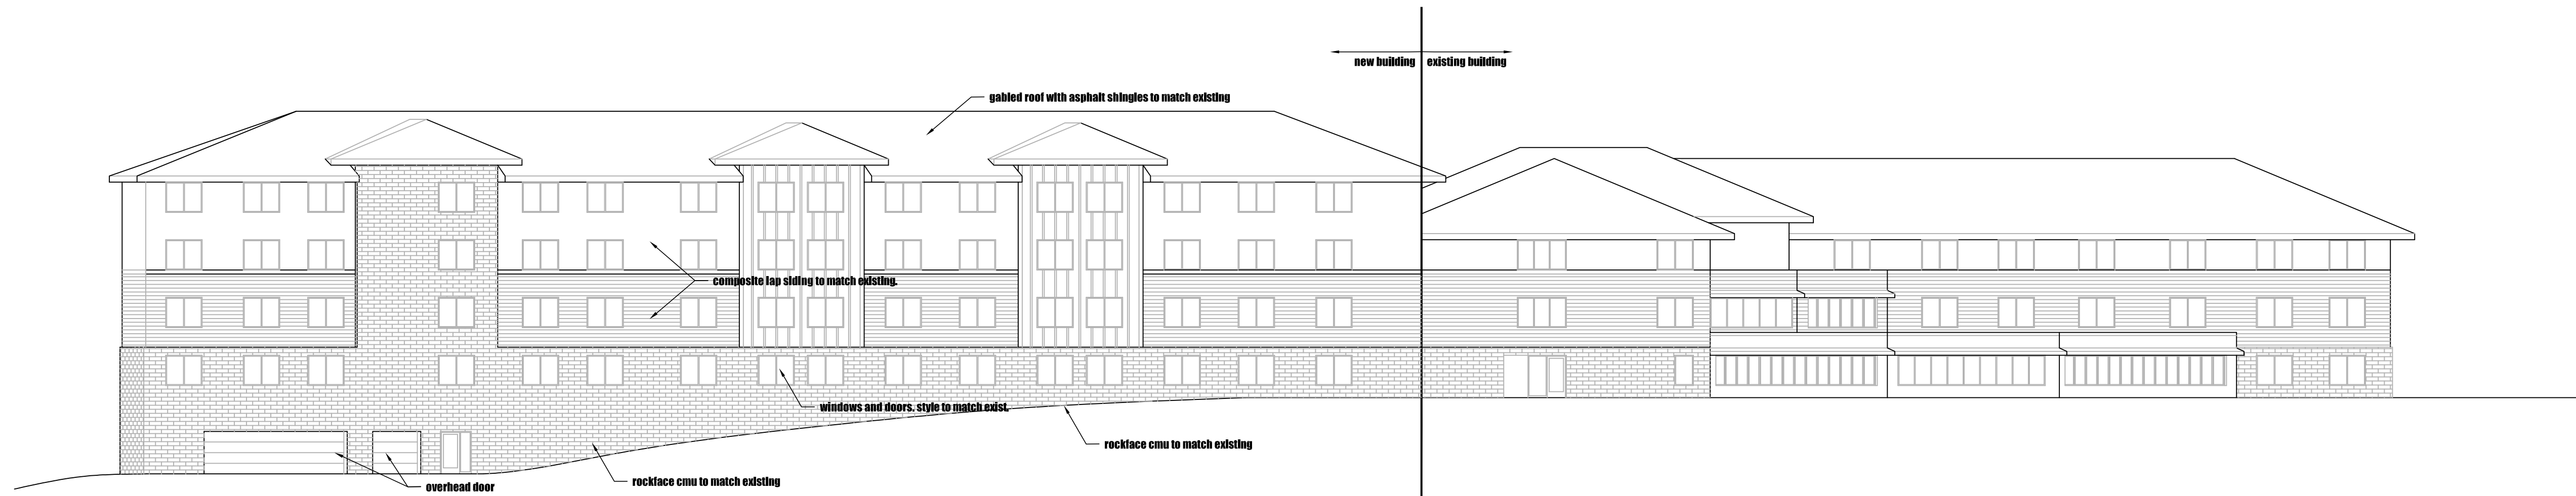 new building
existing building
gabled roof with asphalt shingles to match existing
composite lap siding to match existing.
windows and doors. style to match exist.
rockface cmu to match existing
rockface cmu to match existing
overhead door